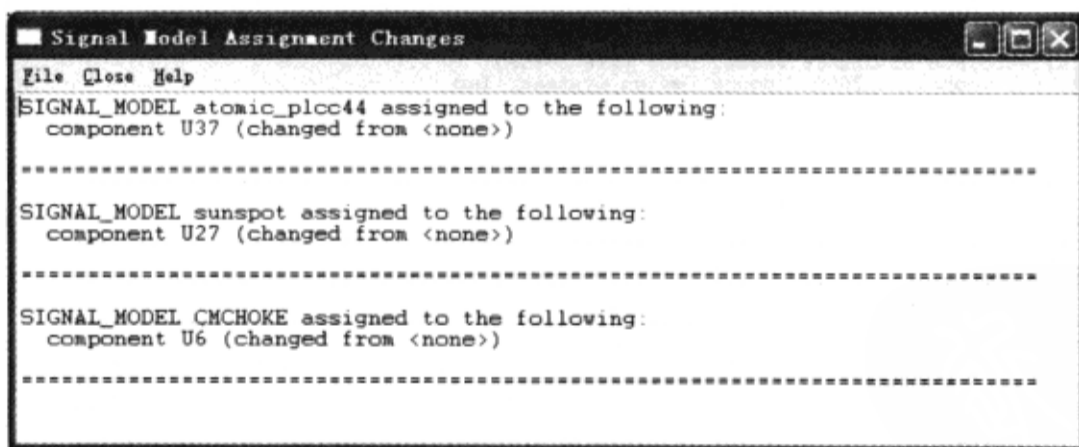 Signal Model Assignment Changes
File Close Help
SIGNAL_MODEL atomic_plcc44 assigned to the following:
component U37 (changed from <none>)
================================================================================
SIGNAL_MODEL sunspot assigned to the following:
component U27 (changed from <none>)
================================================================================
SIGNAL_MODEL CMCHOKE assigned to the following:
component U6 (changed from <none>)
================================================================================